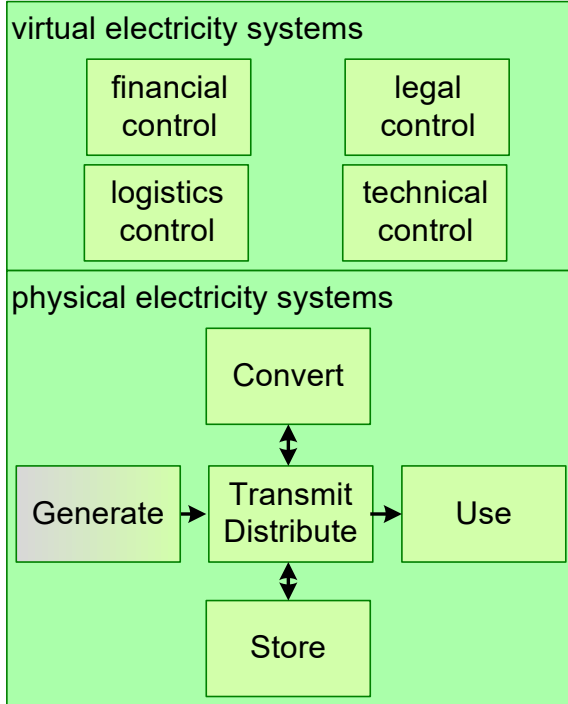 virtual electricity systems
financial
control
legal
control
logistics
control
technical
control
physical electricity systems
Convert
Generate
Transmit
Distribute
Use
Store